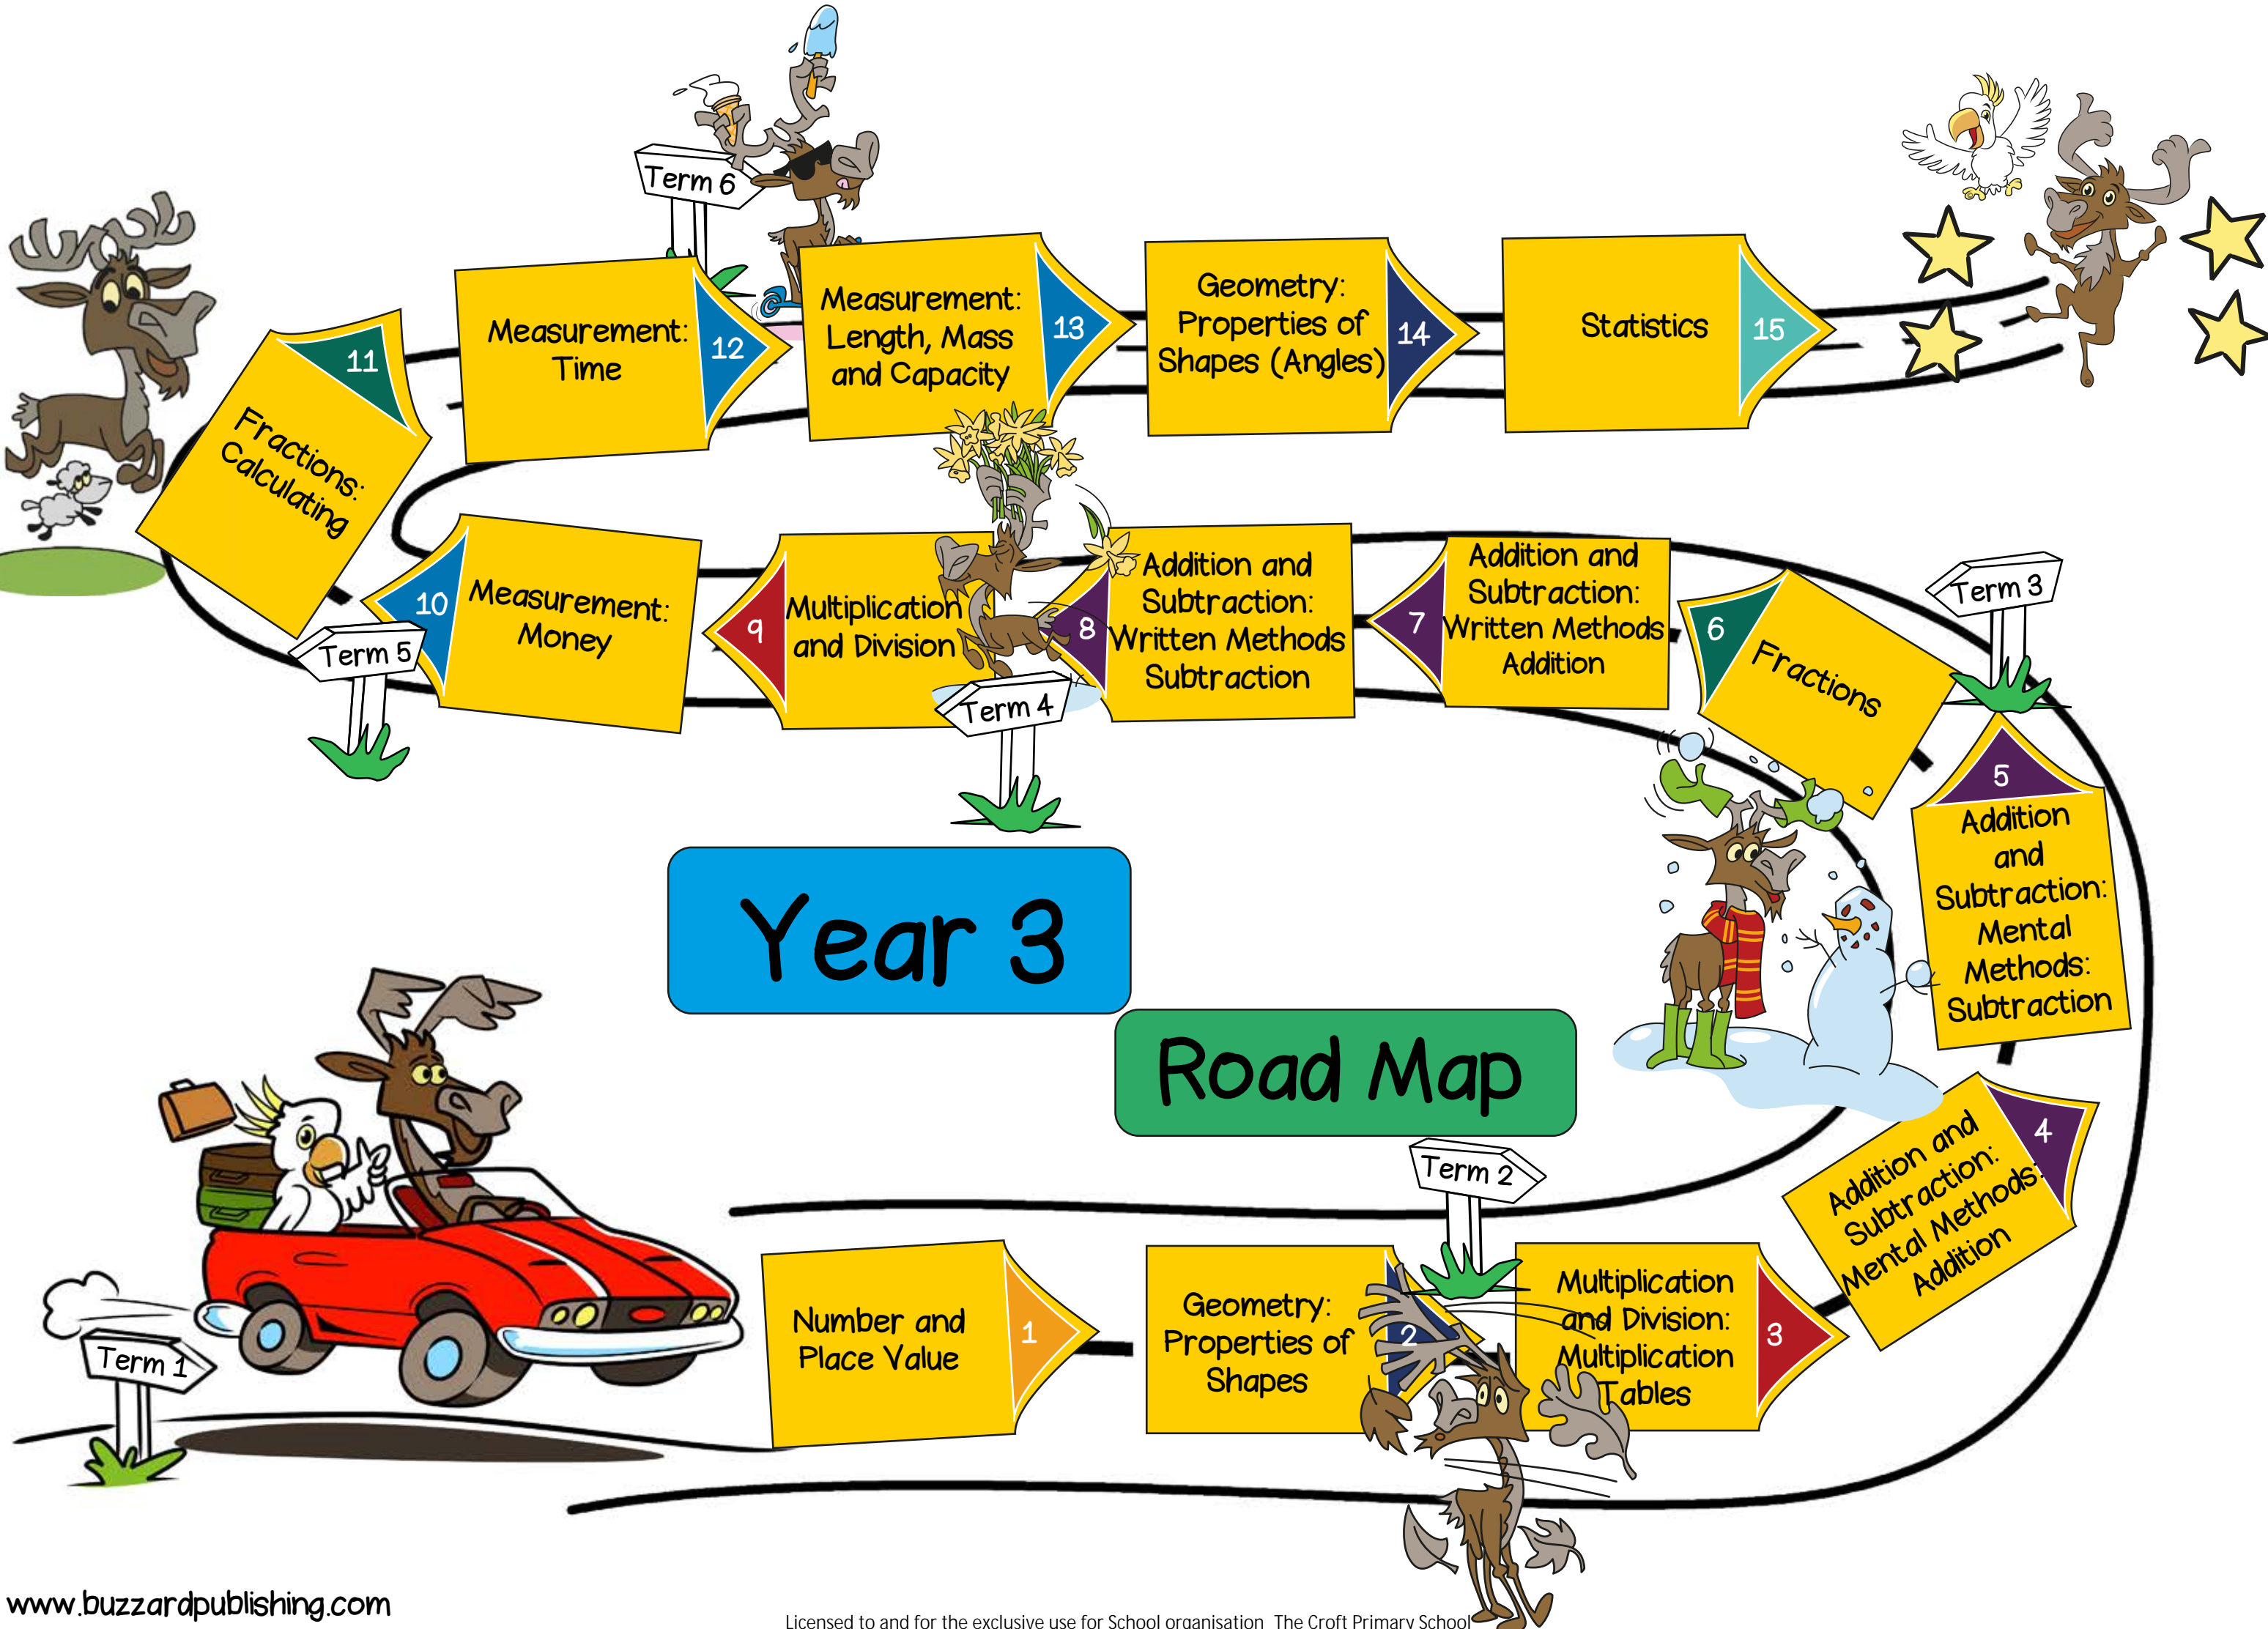 Year 3
Road Map
Term 1
Number and
Place Value
1
Geometry:
Properties of
Shapes
2
Term 2
Multiplication
and Division:
Multiplication
Tables
3
Addition and
Subtraction:
Mental Methods:
Addition
4
5
Addition
and
Subtraction:
Mental
Methods:
Subtraction
Term 3
6
Fractions
7
Addition and
Subtraction:
Written Methods
Addition
8
Addition and
Subtraction:
Written Methods
Subtraction
Term 4
9
Multiplication
and Division
10
Measurement:
Money
Term 5
11
Fractions:
Calculating
Measurement:
Time
12
Term 6
Measurement:
Length, Mass
and Capacity
13
Geometry:
Properties of
Shapes (Angles)
14
Statistics
15
www.buzzardpublishing.com
Licensed to and for the exclusive use for School organisation The Croft Primary School